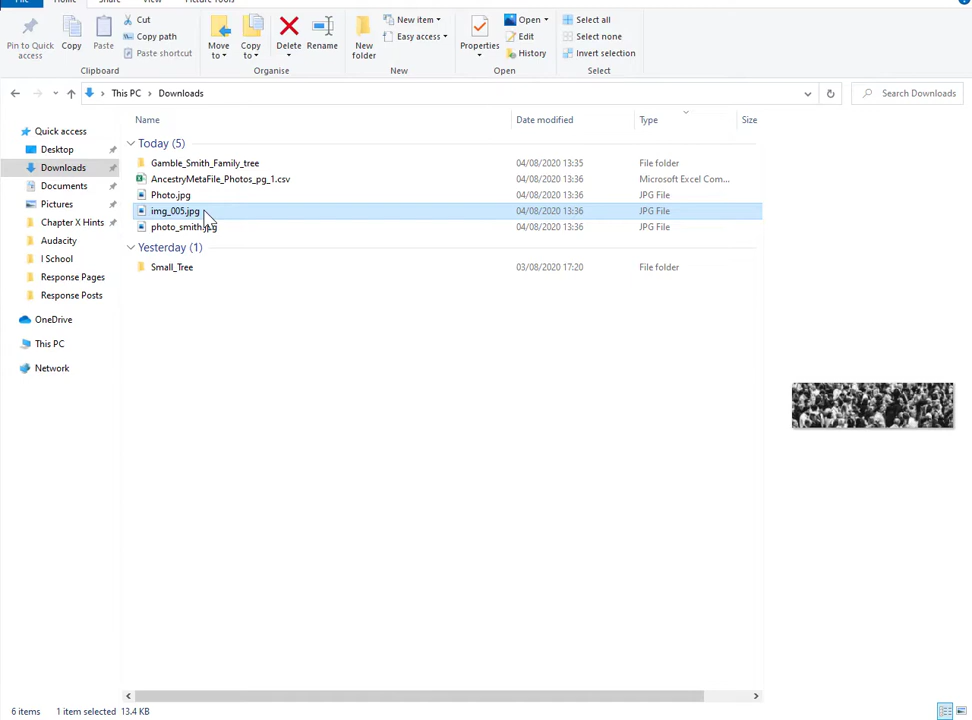 File Home Share View Picture Tools
Pin to Quick access
Copy
Paste
Cut
Copy path
Paste shortcut
Clipboard
Move to
Copy to
Delete
Rename
Organise
New folder
New item
Easy access
New
Properties
Open
Edit
History
Open
Select all
Select none
Invert selection
Select
This PC > Downloads
Search Downloads
Name Date modified Type Size
Quick access
Desktop
Downloads
Documents
Pictures
Chapter X Hints
Audacity
I School
Response Pages
Response Posts
OneDrive
This PC
Network
Today (5)
Gamble_Smith_Family_tree 04/08/2020 13:35 File folder
AncestryMetaFile_Photos_pg_1.csv 04/08/2020 13:36 Microsoft Excel Com...
Photo.jpg 04/08/2020 13:36 JPG File
img_005.jpg 04/08/2020 13:36 JPG File
photo_smith.jpg 04/08/2020 13:36 JPG File
Yesterday (1)
Small_Tree 03/08/2020 17:20 File folder
6 items 1 item selected 13.4 KB